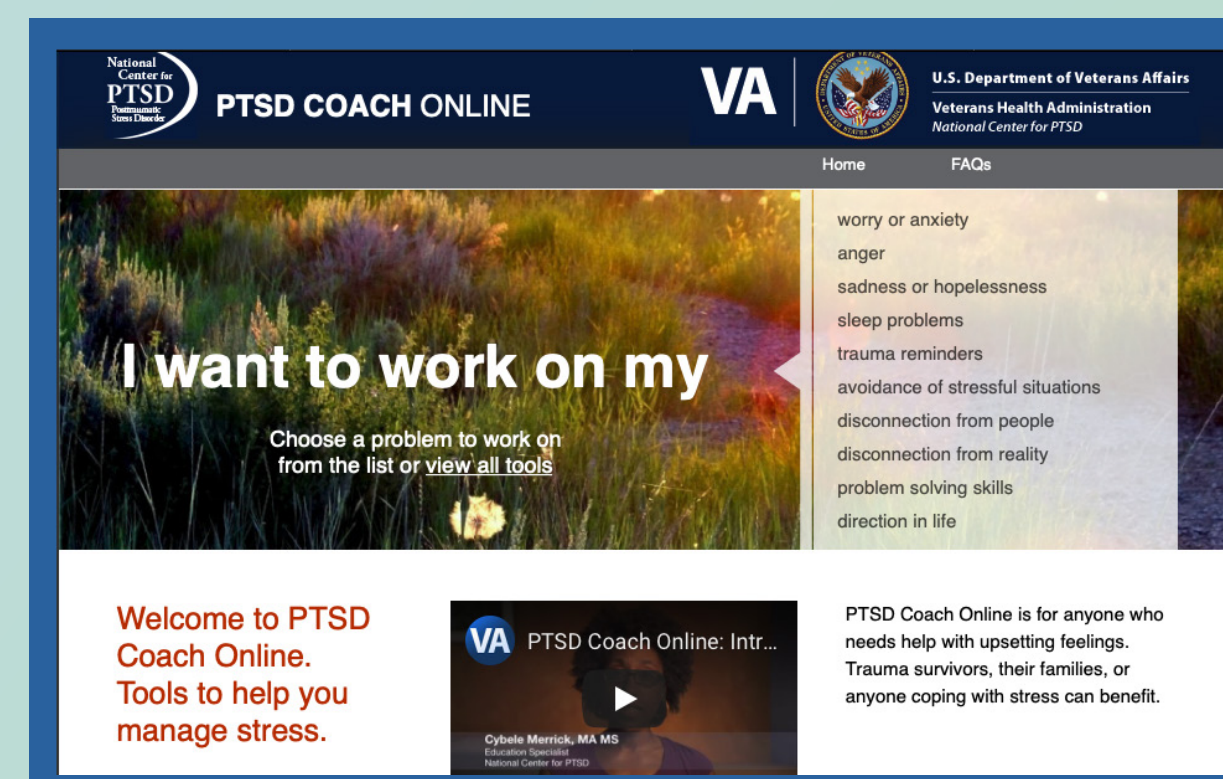 National
Center for
PTSD
Posttraumatic
Stress Disorder
PTSD COACH ONLINE
VA
U.S. Department of Veterans Affairs
Veterans Health Administration
National Center for PTSD
Home
FAQs
I want to work on my
Choose a problem to work on
from the list or view all tools
worry or anxiety
anger
sadness or hopelessness
sleep problems
trauma reminders
avoidance of stressful situations
disconnection from people
disconnection from reality
problem solving skills
direction in life
Welcome to PTSD
Coach Online.
Tools to help you
manage stress.
VA
PTSD Coach Online: Intr...
Cybele Merrick, MA MS
Education Specialist
National Center for PTSD
PTSD Coach Online is for anyone who
needs help with upsetting feelings.
Trauma survivors, their families, or
anyone coping with stress can benefit.